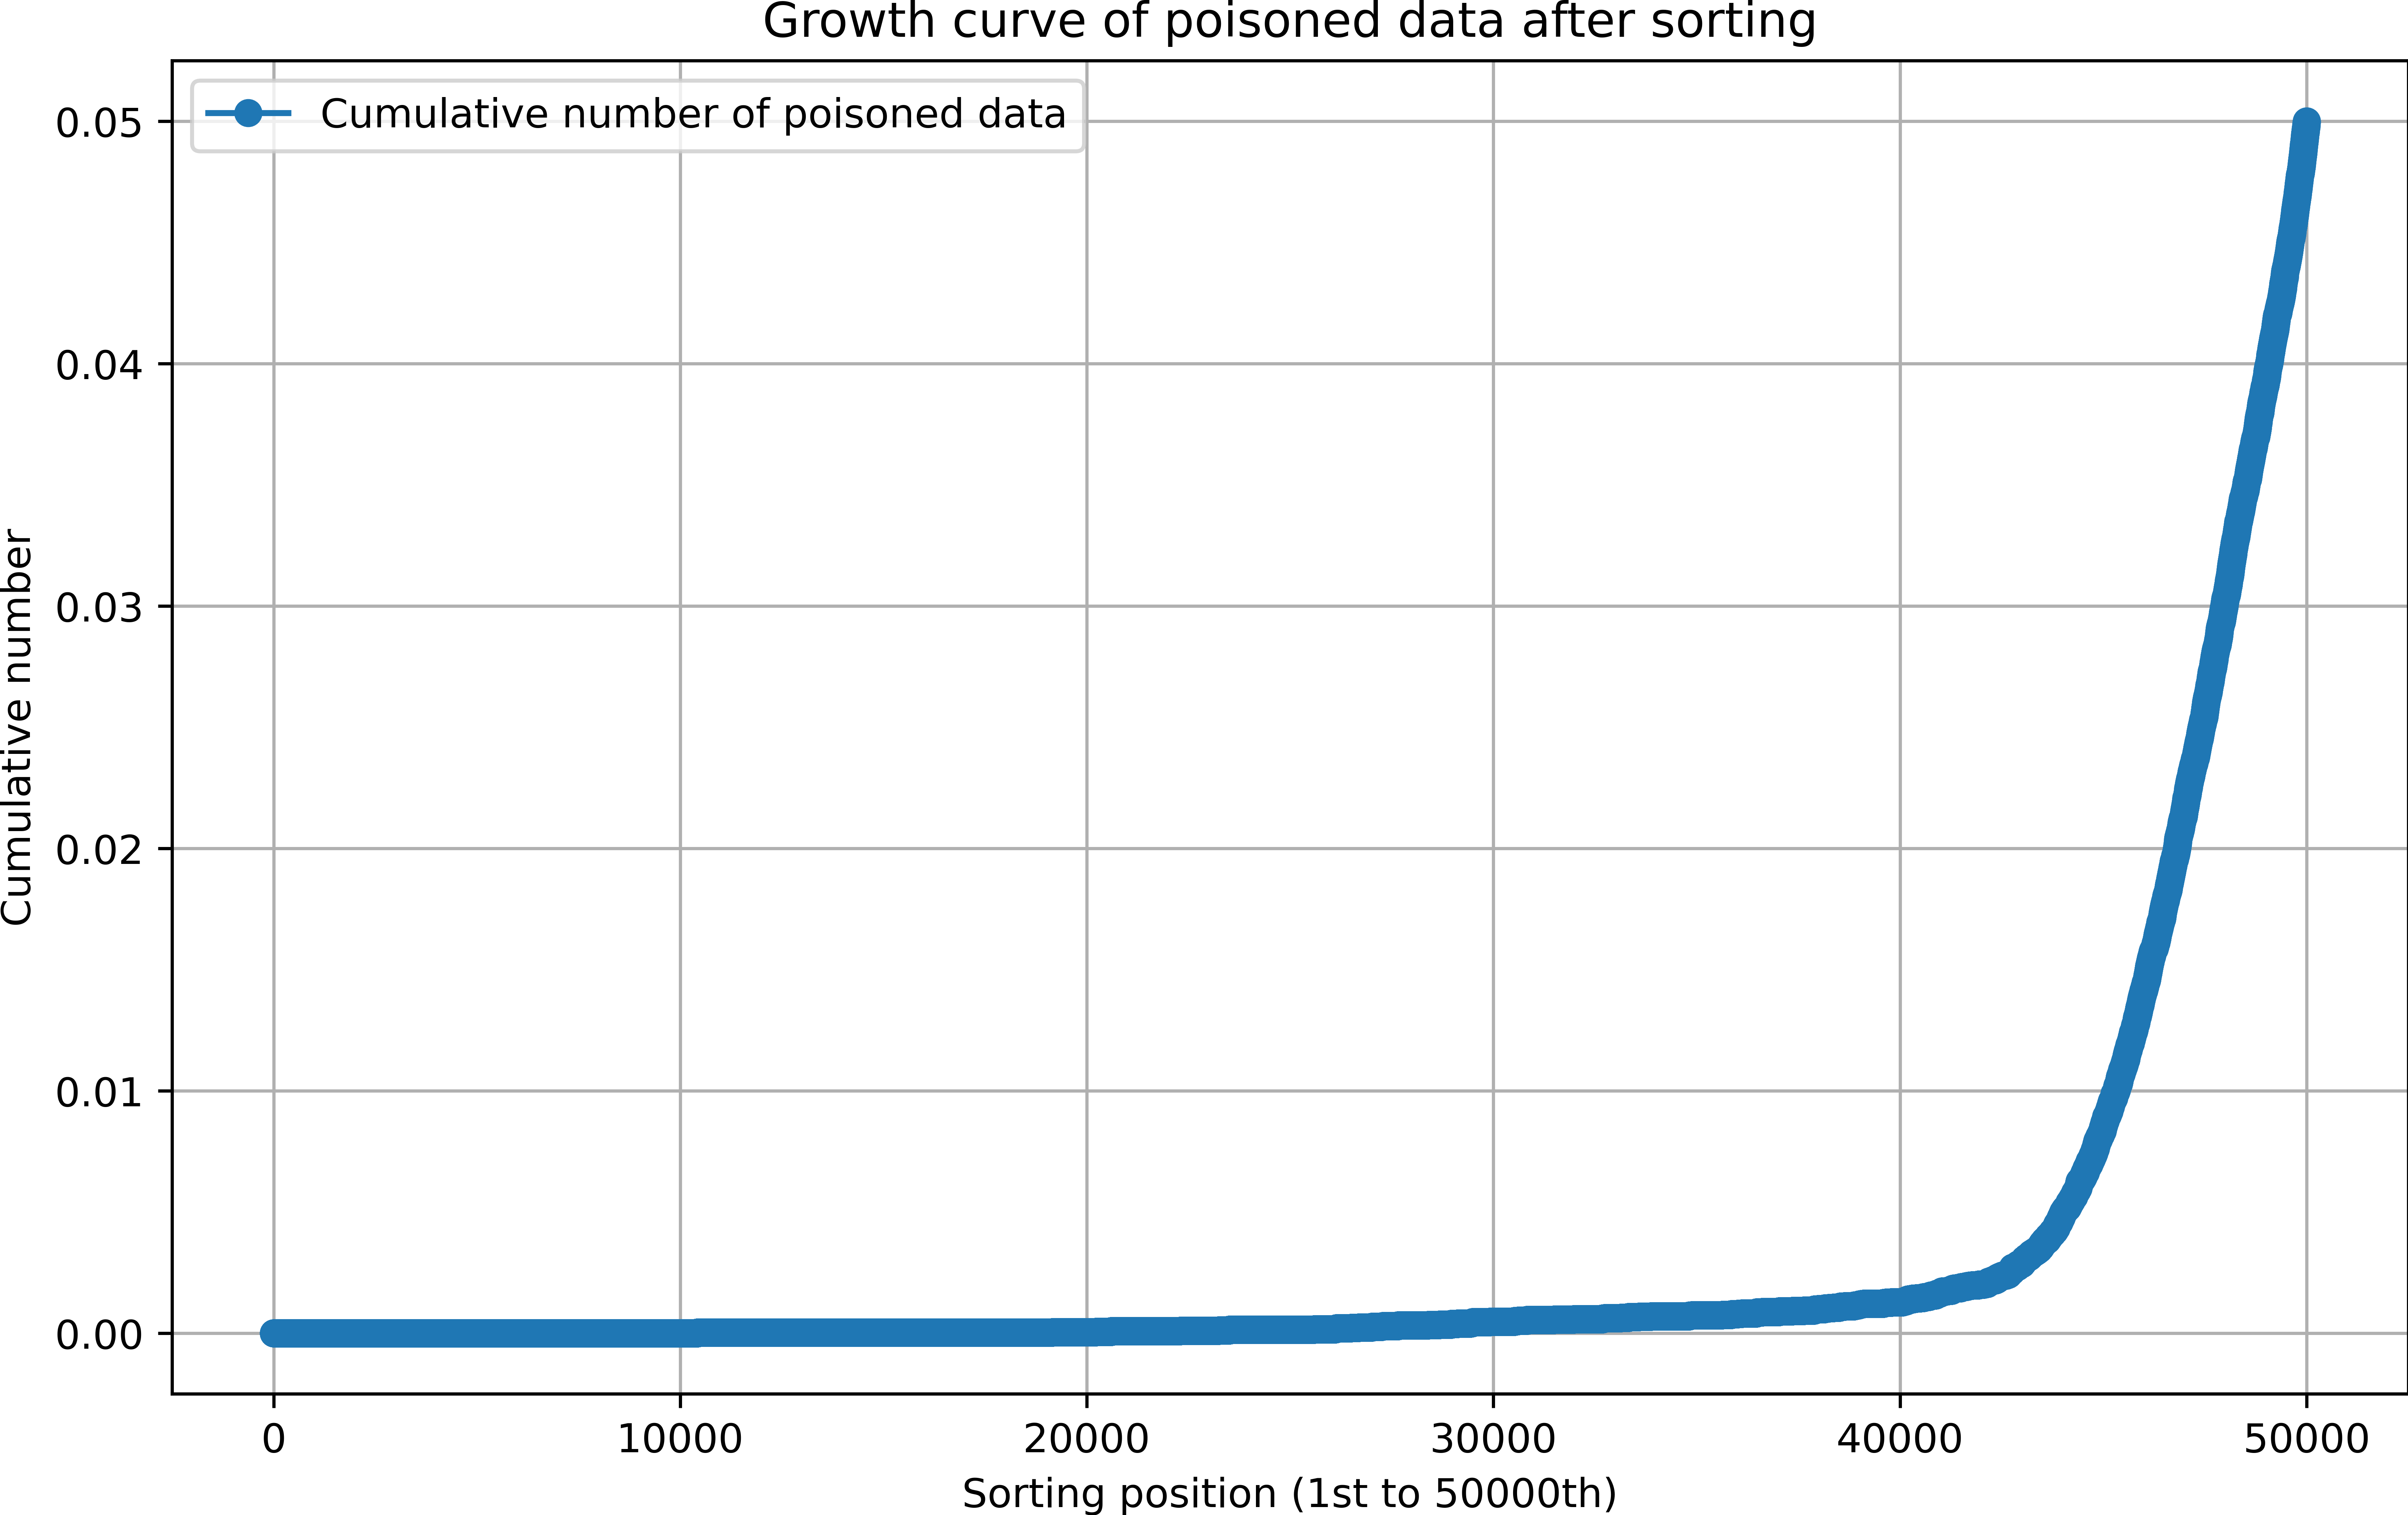 Growth curve of poisoned data after sorting
Cumulative number of poisoned data
0.05
0.04
0.03
0.02
0.01
0.00
Cumulative number
0 10000 20000 30000 40000 50000
Sorting position (1st to 50000th)